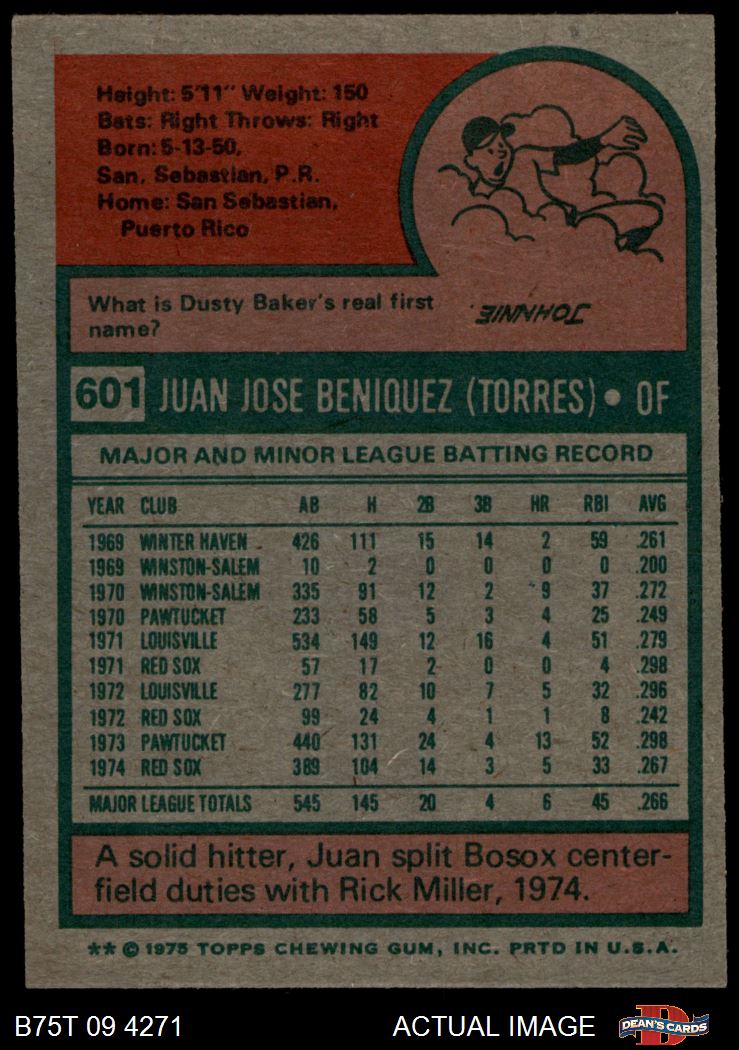 Height: 5'11" Weight: 150
Bats: Right Throws: Right
Born: 5-13-50,
San. Sebastian, P.R.
Home: San Sebastian,
Puerto Rico
What is Dusty Baker's real first
name?
JOHNNIE.
601 JUAN JOSE BENIQUEZ (TORRES) • OF
MAJOR AND MINOR LEAGUE BATTING RECORD
YEAR CLUB AB H 2B 3B HR RBI AVG
1969 WINTER HAVEN 426 111 15 14 2 59 .261
1969 WINSTON-SALEM 10 2 0 0 0 0 .200
1970 WINSTON-SALEM 335 91 12 2 9 37 .272
1970 PAWTUCKET 233 58 5 3 4 25 .249
1971 LOUISVILLE 534 149 12 16 4 51 .279
1971 RED SOX 57 17 2 0 0 4 .298
1972 LOUISVILLE 277 82 10 7 5 32 .296
1972 RED SOX 99 24 4 1 1 8 .242
1973 PAWTUCKET 440 131 24 4 13 52 .298
1974 RED SOX 389 104 14 3 5 33 .267
MAJOR LEAGUE TOTALS 545 145 20 4 6 45 .266
A solid hitter, Juan split Bosox center-
field duties with Rick Miller, 1974.
** © 1975 TOPPS CHEWING GUM, INC. PRTD IN U.S.A.
B75T 09 4271 ACTUAL IMAGE D DEAN'S CARDS